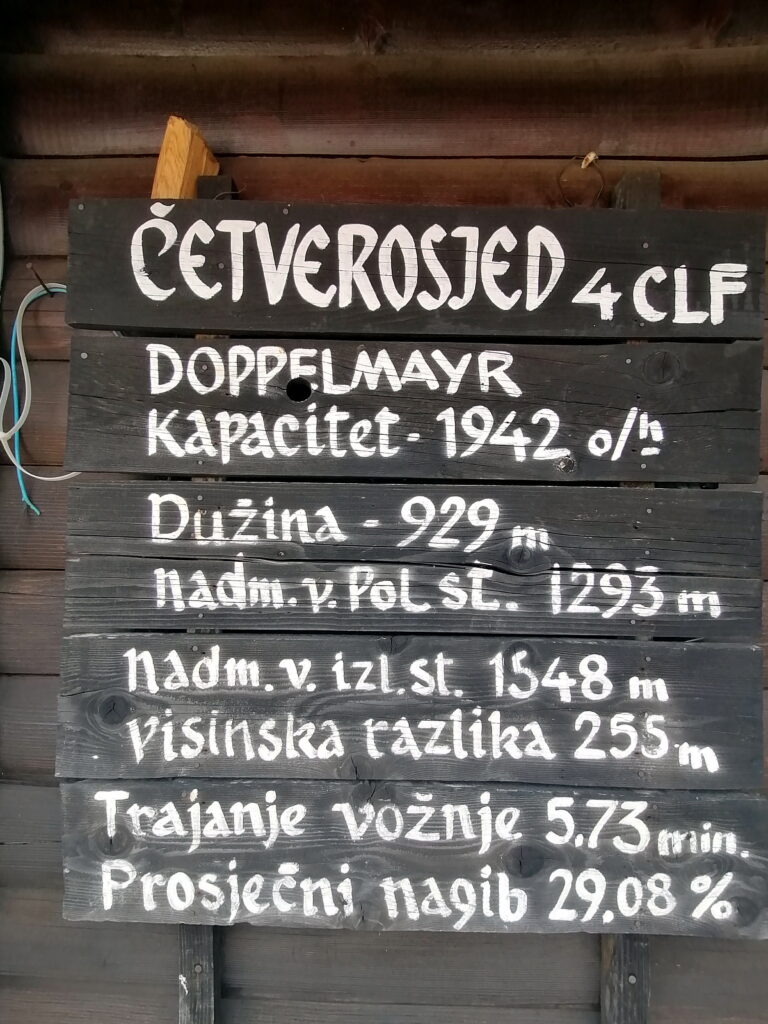 ČETVEROSJED 4 CLF
DOPPELMAYR
Kapacitet - 1942 o/h
Dužina - 929 m
nadm. v. Pol. st. 1293 m
nadm. v. izl. st. 1548 m
visinska razlika 255 m
Trajanje vožnje 5.73 min.
Prosječni nagib 29.08 %